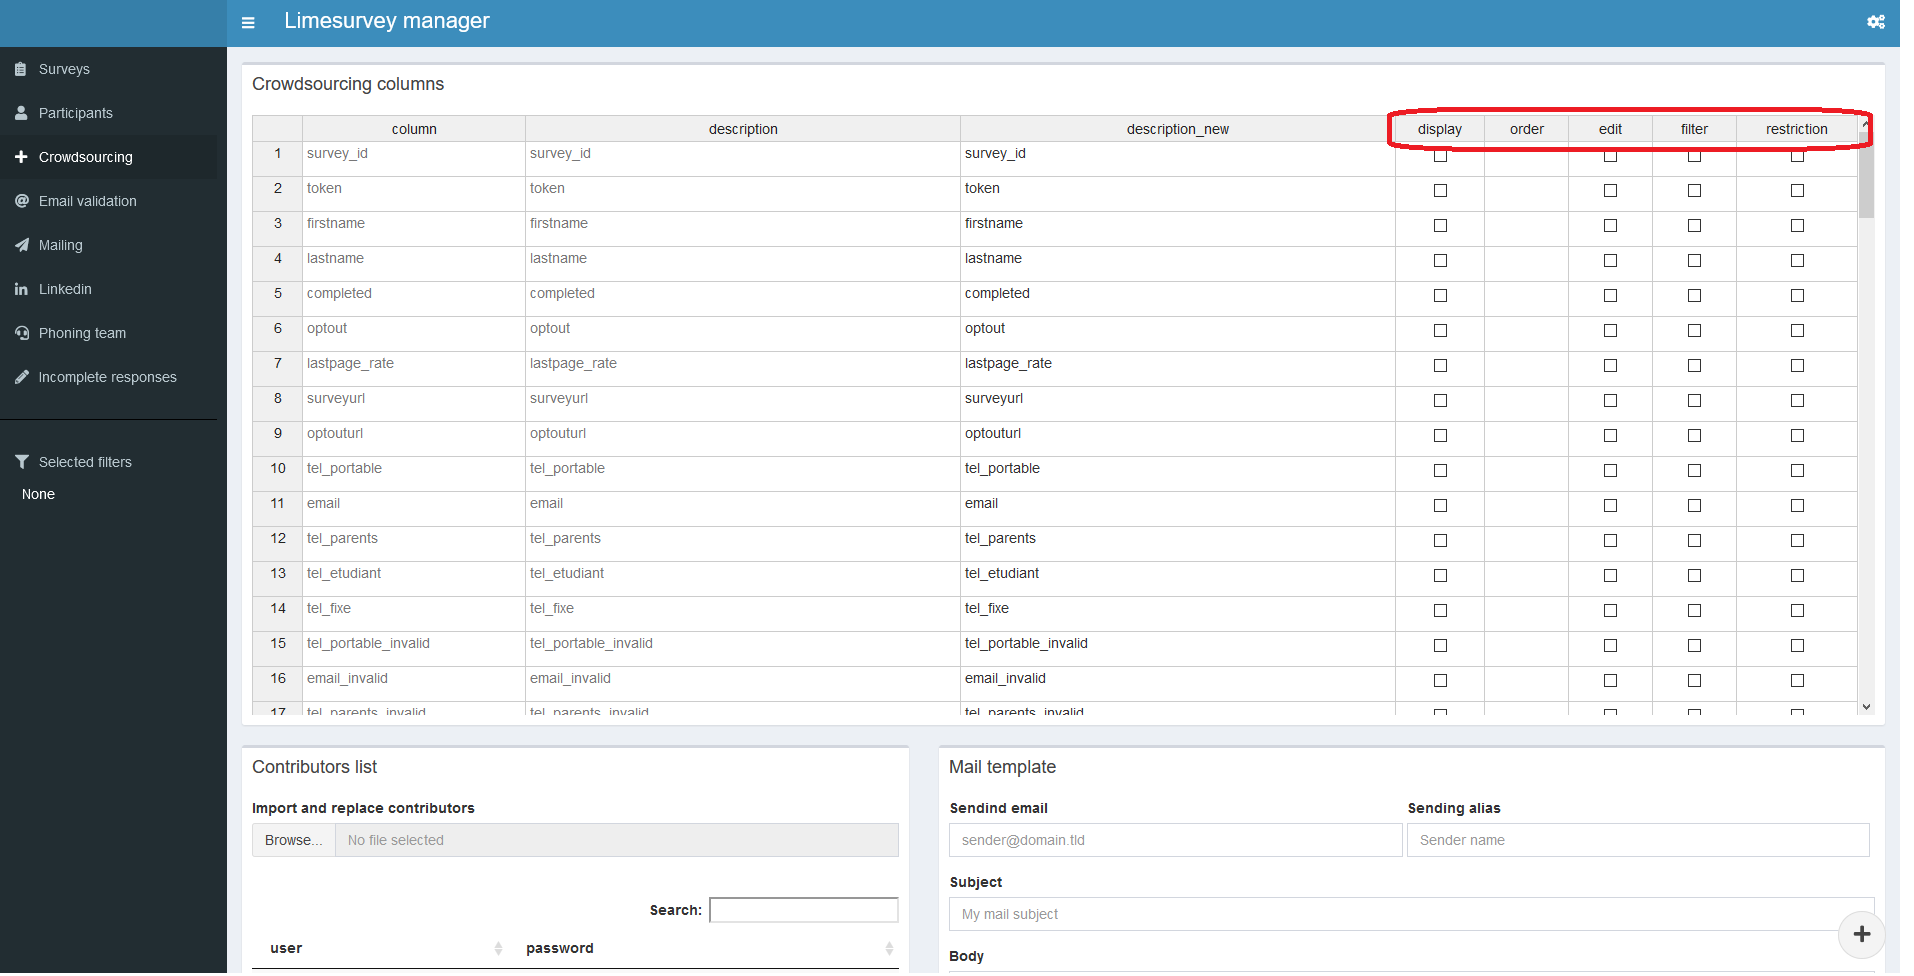 Limesurvey manager
Surveys
Participants
Crowdsourcing
Email validation
Mailing
Linkedin
Phoning team
Incomplete responses
Selected filters
None
Crowdsourcing columns
column description description_new display order edit filter restriction
1 survey_id survey_id survey_id
2 token token token
3 firstname firstname firstname
4 lastname lastname lastname
5 completed completed completed
6 optout optout optout
7 lastpage_rate lastpage_rate lastpage_rate
8 surveyurl surveyurl surveyurl
9 optouturl optouturl optouturl
10 tel_portable tel_portable tel_portable
11 email email email
12 tel_parents tel_parents tel_parents
13 tel_etudiant tel_etudiant tel_etudiant
14 tel_fixe tel_fixe tel_fixe
15 tel_portable_invalid tel_portable_invalid tel_portable_invalid
16 email_invalid email_invalid email_invalid
17 tel_parents_invalid tel_parents_invalid tel_parents_invalid
Contributors list
Import and replace contributors
Browse... No file selected
Search:
user password
Mail template
Sendind email Sending alias
sender@domain.tld Sender name
Subject
My mail subject
Body